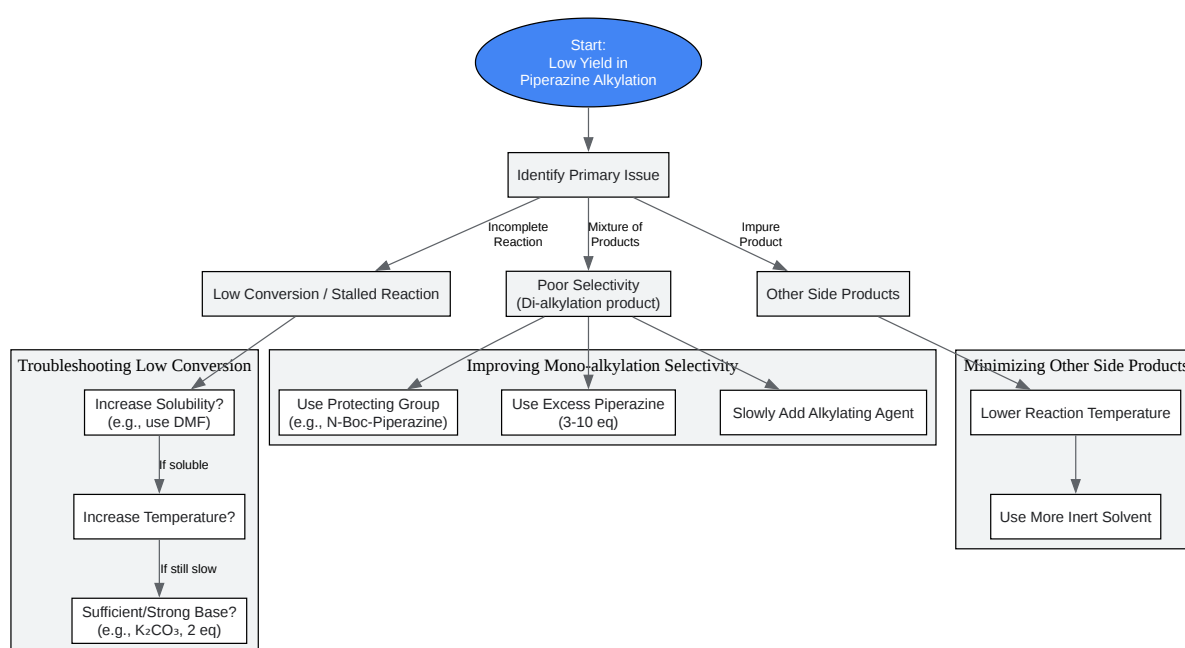 Start:
Low Yield in
Piperazine Alkylation
Identify Primary Issue
Incomplete
Reaction
Mixture of
Products
Impure
Product
Low Conversion / Stalled Reaction
Poor Selectivity
(Di-alkylation product)
Other Side Products
Troubleshooting Low Conversion
Increase Solubility?
(e.g., use DMF)
If soluble
Increase Temperature?
If still slow
Sufficient/Strong Base?
(e.g., K₂CO₃, 2 eq)
Improving Mono-alkylation Selectivity
Use Protecting Group
(e.g., N-Boc-Piperazine)
Use Excess Piperazine
(3-10 eq)
Slowly Add Alkylating Agent
Minimizing Other Side Products
Lower Reaction Temperature
Use More Inert Solvent